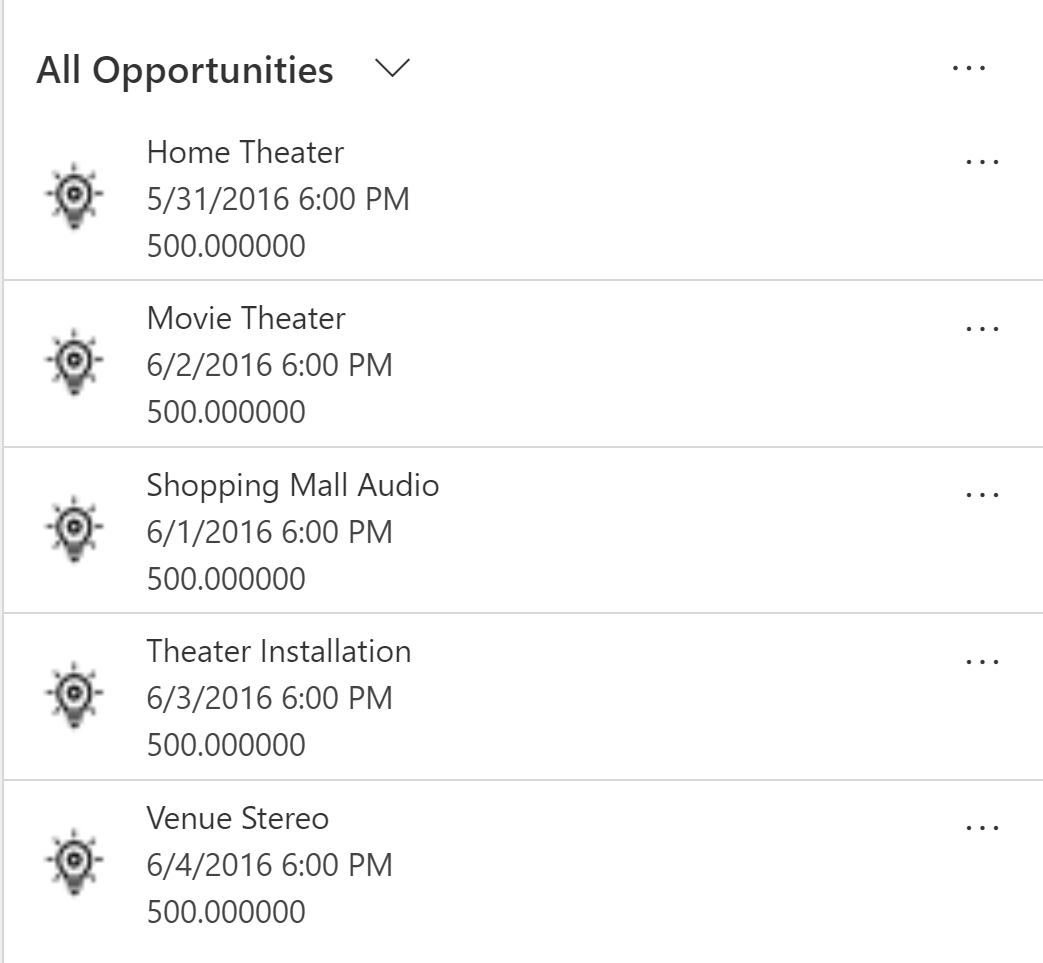 All Opportunities
Home Theater
5/31/2016 6:00 PM
500.000000
Movie Theater
6/2/2016 6:00 PM
500.000000
Shopping Mall Audio
6/1/2016 6:00 PM
500.000000
Theater Installation
6/3/2016 6:00 PM
500.000000
Venue Stereo
6/4/2016 6:00 PM
500.000000